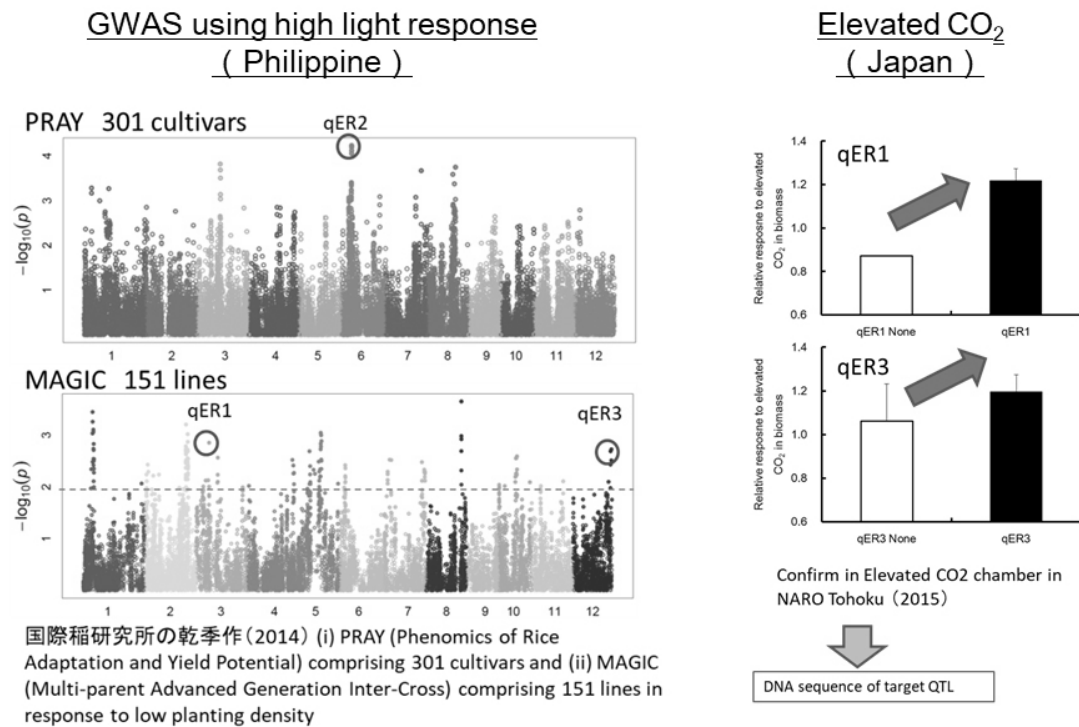 GWAS using high light response
( Philippine )
PRAY 301 cultivars
qER2
4
3
2
1
−log10(p)
1 2 3 4 5 6 7 8 9 10 11 12
MAGIC 151 lines
qER1
qER3
3
2
1
−log10(p)
1 2 3 4 5 6 7 8 9 10 11 12
国際稲研究所の乾季作(2014) (i) PRAY (Phenomics of Rice
Adaptation and Yield Potential) comprising 301 cultivars and (ii) MAGIC
(Multi-parent Advanced Generation Inter-Cross) comprising 151 lines in
response to low planting density
Elevated CO2
( Japan )
qER1
1.4
1.2
1.0
0.8
0.6
Relative resposne to elevated
CO2 in biomass
qER1 None qER1
qER3
1.4
1.2
1.0
0.8
0.6
Relative resposne to elevated
CO2 in biomass
qER3 None qER3
Confirm in Elevated CO2 chamber in
NARO Tohoku (2015)
DNA sequence of target QTL